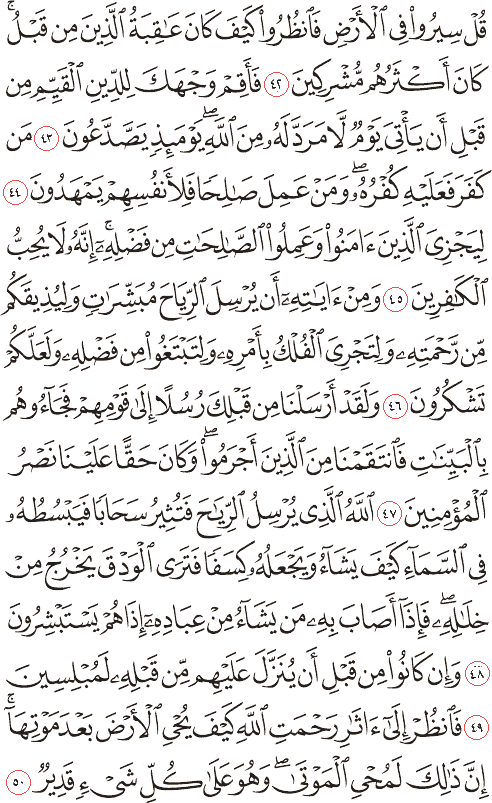 قُلْ سِيرُوا۟ فِى ٱلْأَرْضِ فَٱنظُرُوا۟ كَيْفَ كَانَ عَٰقِبَةُ ٱلَّذِينَ مِن قَبْلُ ۚ
كَانَ أَكْثَرُهُم مُّشْرِكِينَ ٤٢ فَأَقِمْ وَجْهَكَ لِلدِّينِ ٱلْقَيِّمِ مِن
قَبْلِ أَن يَأْتِىَ يَوْمٌ لَّا مَرَدَّ لَهُۥ مِنَ ٱللَّهِ ۖ يَوْمَئِذٍ يَصَّدَّعُونَ ٤٣ مَن
كَفَرَ فَعَلَيْهِ كُفْرُهُۥ ۖ وَمَنْ عَمِلَ صَٰلِحًا فَلِأَنفُسِهِمْ يَمْهَدُونَ ٤٤
لِيَجْزِىَ ٱلَّذِينَ ءَامَنُوا۟ وَعَمِلُوا۟ ٱلصَّٰلِحَٰتِ مِن فَضْلِهِۦٓ ۚ إِنَّهُۥ لَا يُحِبُّ
ٱلْكَٰفِرِينَ ٤٥ وَمِنْ ءَايَٰتِهِۦٓ أَن يُرْسِلَ ٱلرِّيَاحَ مُبَشِّرَٰتٍ وَلِيُذِيقَكُم
مِّن رَّحْمَتِهِۦ وَلِتَجْرِىَ ٱلْفُلْكُ بِأَمْرِهِۦ وَلِتَبْتَغُوا۟ مِن فَضْلِهِۦ وَلَعَلَّكُمْ
تَشْكُرُونَ ٤٦ وَلَقَدْ أَرْسَلْنَا مِن قَبْلِكَ رُسُلًا إِلَىٰ قَوْمِهِمْ فَجَآءُوهُم
بِٱلْبَيِّنَٰتِ فَٱنتَقَمْنَا مِنَ ٱلَّذِينَ أَجْرَمُوا۟ ۖ وَكَانَ حَقًّا عَلَيْنَا نَصْرُ
ٱلْمُؤْمِنِينَ ٤٧ ٱللَّهُ ٱلَّذِى يُرْسِلُ ٱلرِّيَٰحَ فَتُثِيرُ سَحَابًا فَيَبْسُطُهُۥ
فِى ٱلسَّمَآءِ كَيْفَ يَشَآءُ وَيَجْعَلُهُۥ كِسَفًا فَتَرَى ٱلْوَدْقَ يَخْرُجُ مِنْ
خِلَٰلِهِۦ ۖ فَإِذَآ أَصَابَ بِهِۦ مَن يَشَآءُ مِنْ عِبَادِهِۦٓ إِذَا هُمْ يَسْتَبْشِرُونَ
٤٨ وَإِن كَانُوا۟ مِن قَبْلِ أَن يُنَزَّلَ عَلَيْهِم مِّن قَبْلِهِۦ لَمُبْلِسِينَ
٤٩ فَٱنظُرْ إِلَىٰٓ ءَاثَٰرِ رَحْمَتِ ٱللَّهِ كَيْفَ يُحْىِ ٱلْأَرْضَ بَعْدَ مَوْتِهَآ ۚ
إِنَّ ذَٰلِكَ لَمُحْىِ ٱلْمَوْتَىٰ ۖ وَهُوَ عَلَىٰ كُلِّ شَىْءٍ قَدِيرٌ ٥٠